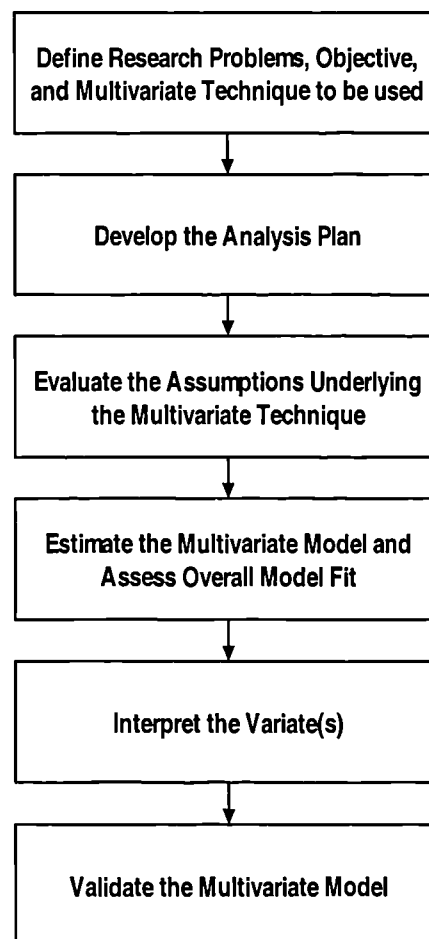 Define Research Problems, Objective,
and Multivariate Technique to be used
Develop the Analysis Plan
Evaluate the Assumptions Underlying
the Multivariate Technique
Estimate the Multivariate Model and
Assess Overall Model Fit
Interpret the Variate(s)
Validate the Multivariate Model